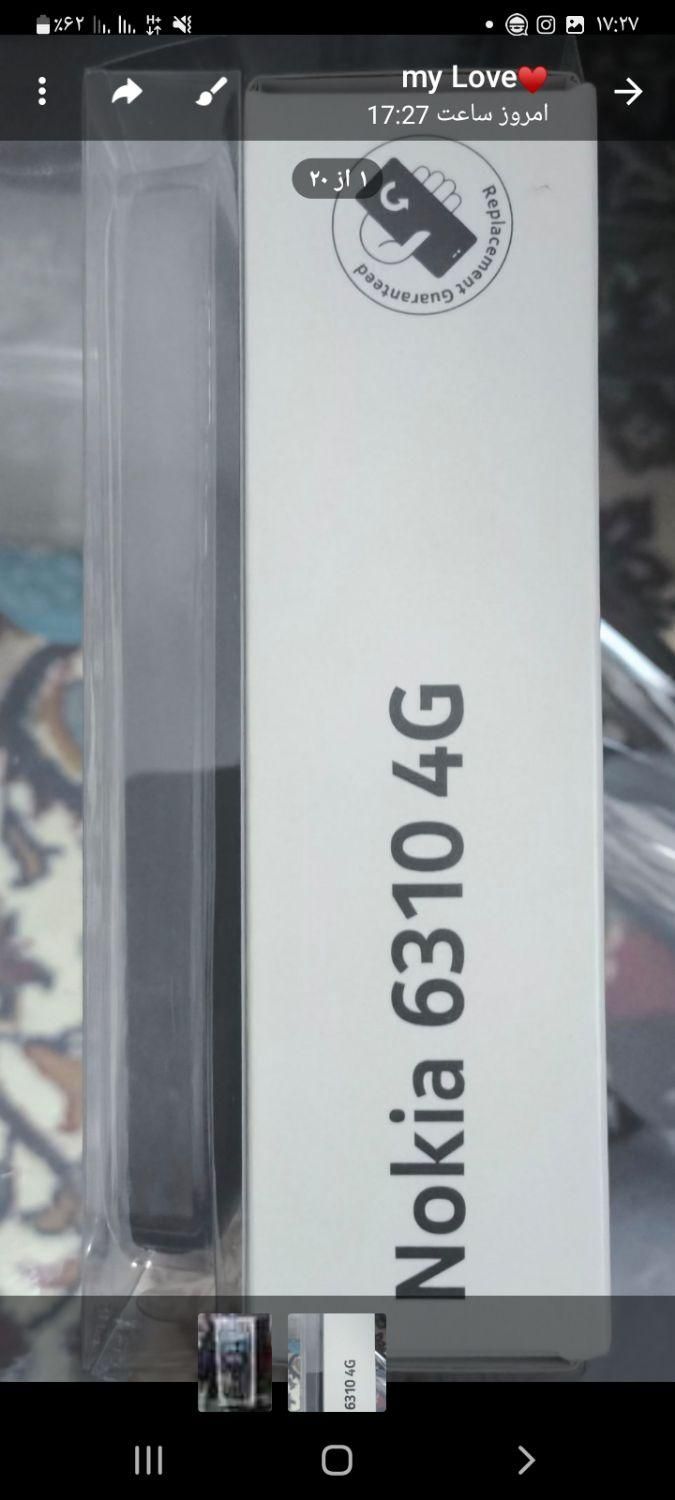 ٪۶۲
H+
۱۷:۲۷
my Love❤️
امروز ساعت 17:27
۱ از ۲۰
Replacement Guaranteed
Nokia 6310 4G
6310 4G